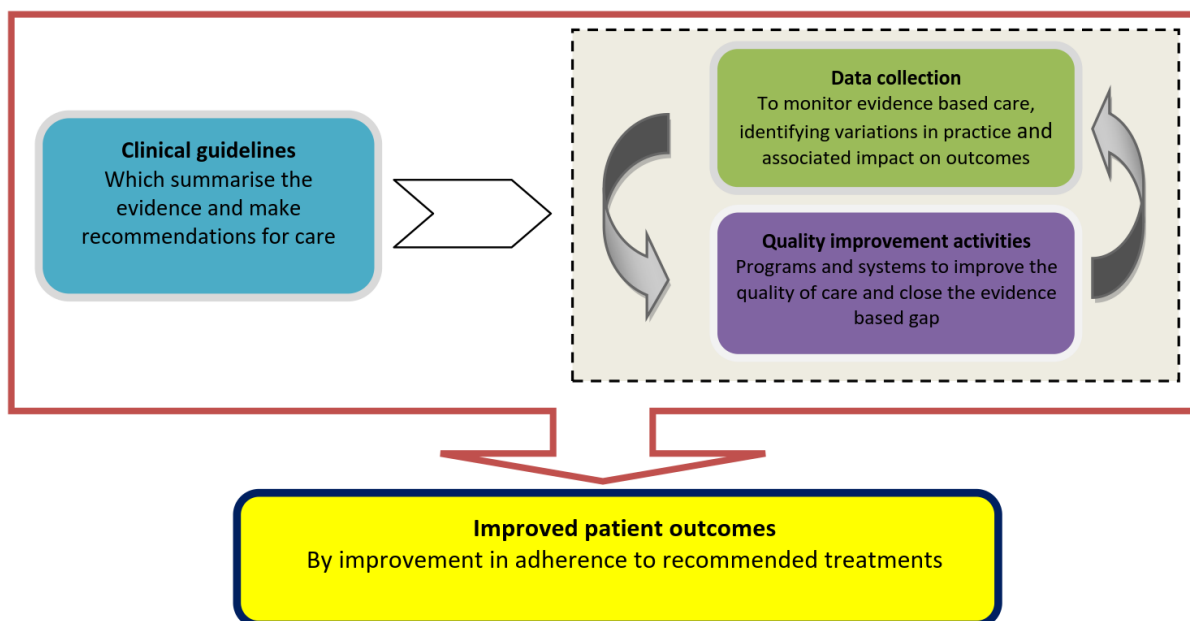 Clinical guidelines
Which summarise the
evidence and make
recommendations for care
Data collection
To monitor evidence based care,
identifying variations in practice and
associated impact on outcomes
Quality improvement activities
Programs and systems to improve the
quality of care and close the evidence
based gap
Improved patient outcomes
By improvement in adherence to recommended treatments